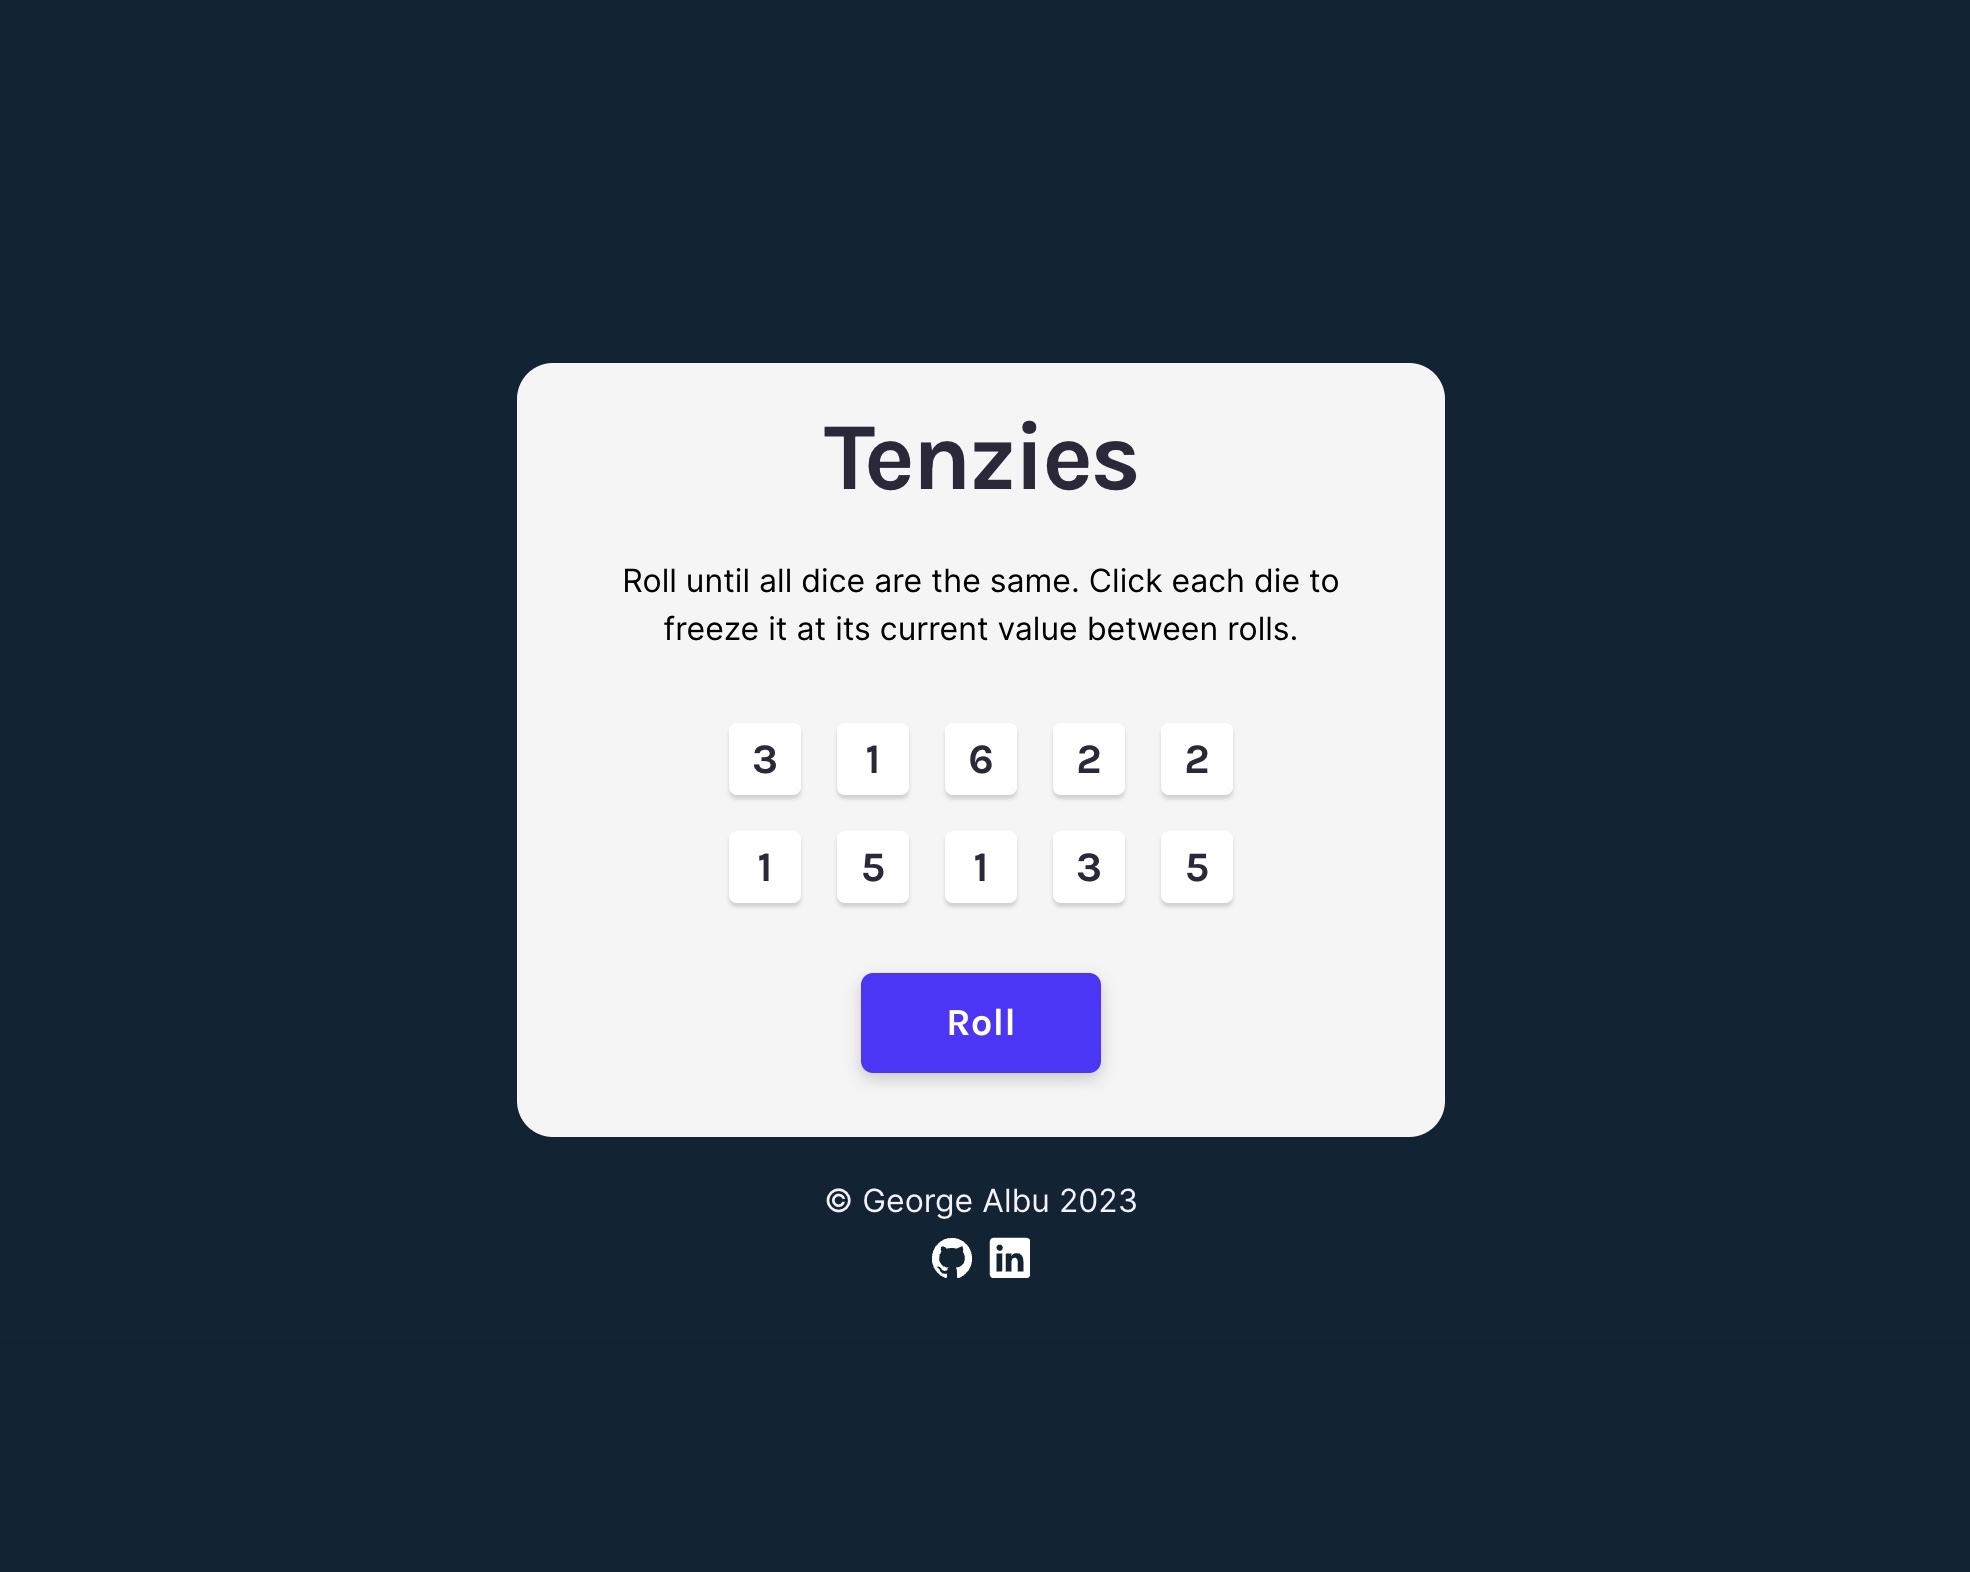 Tenzies
Roll until all dice are the same. Click each die to
freeze it at its current value between rolls.
3 1 6 2 2
1 5 1 3 5
Roll
© George Albu 2023
in